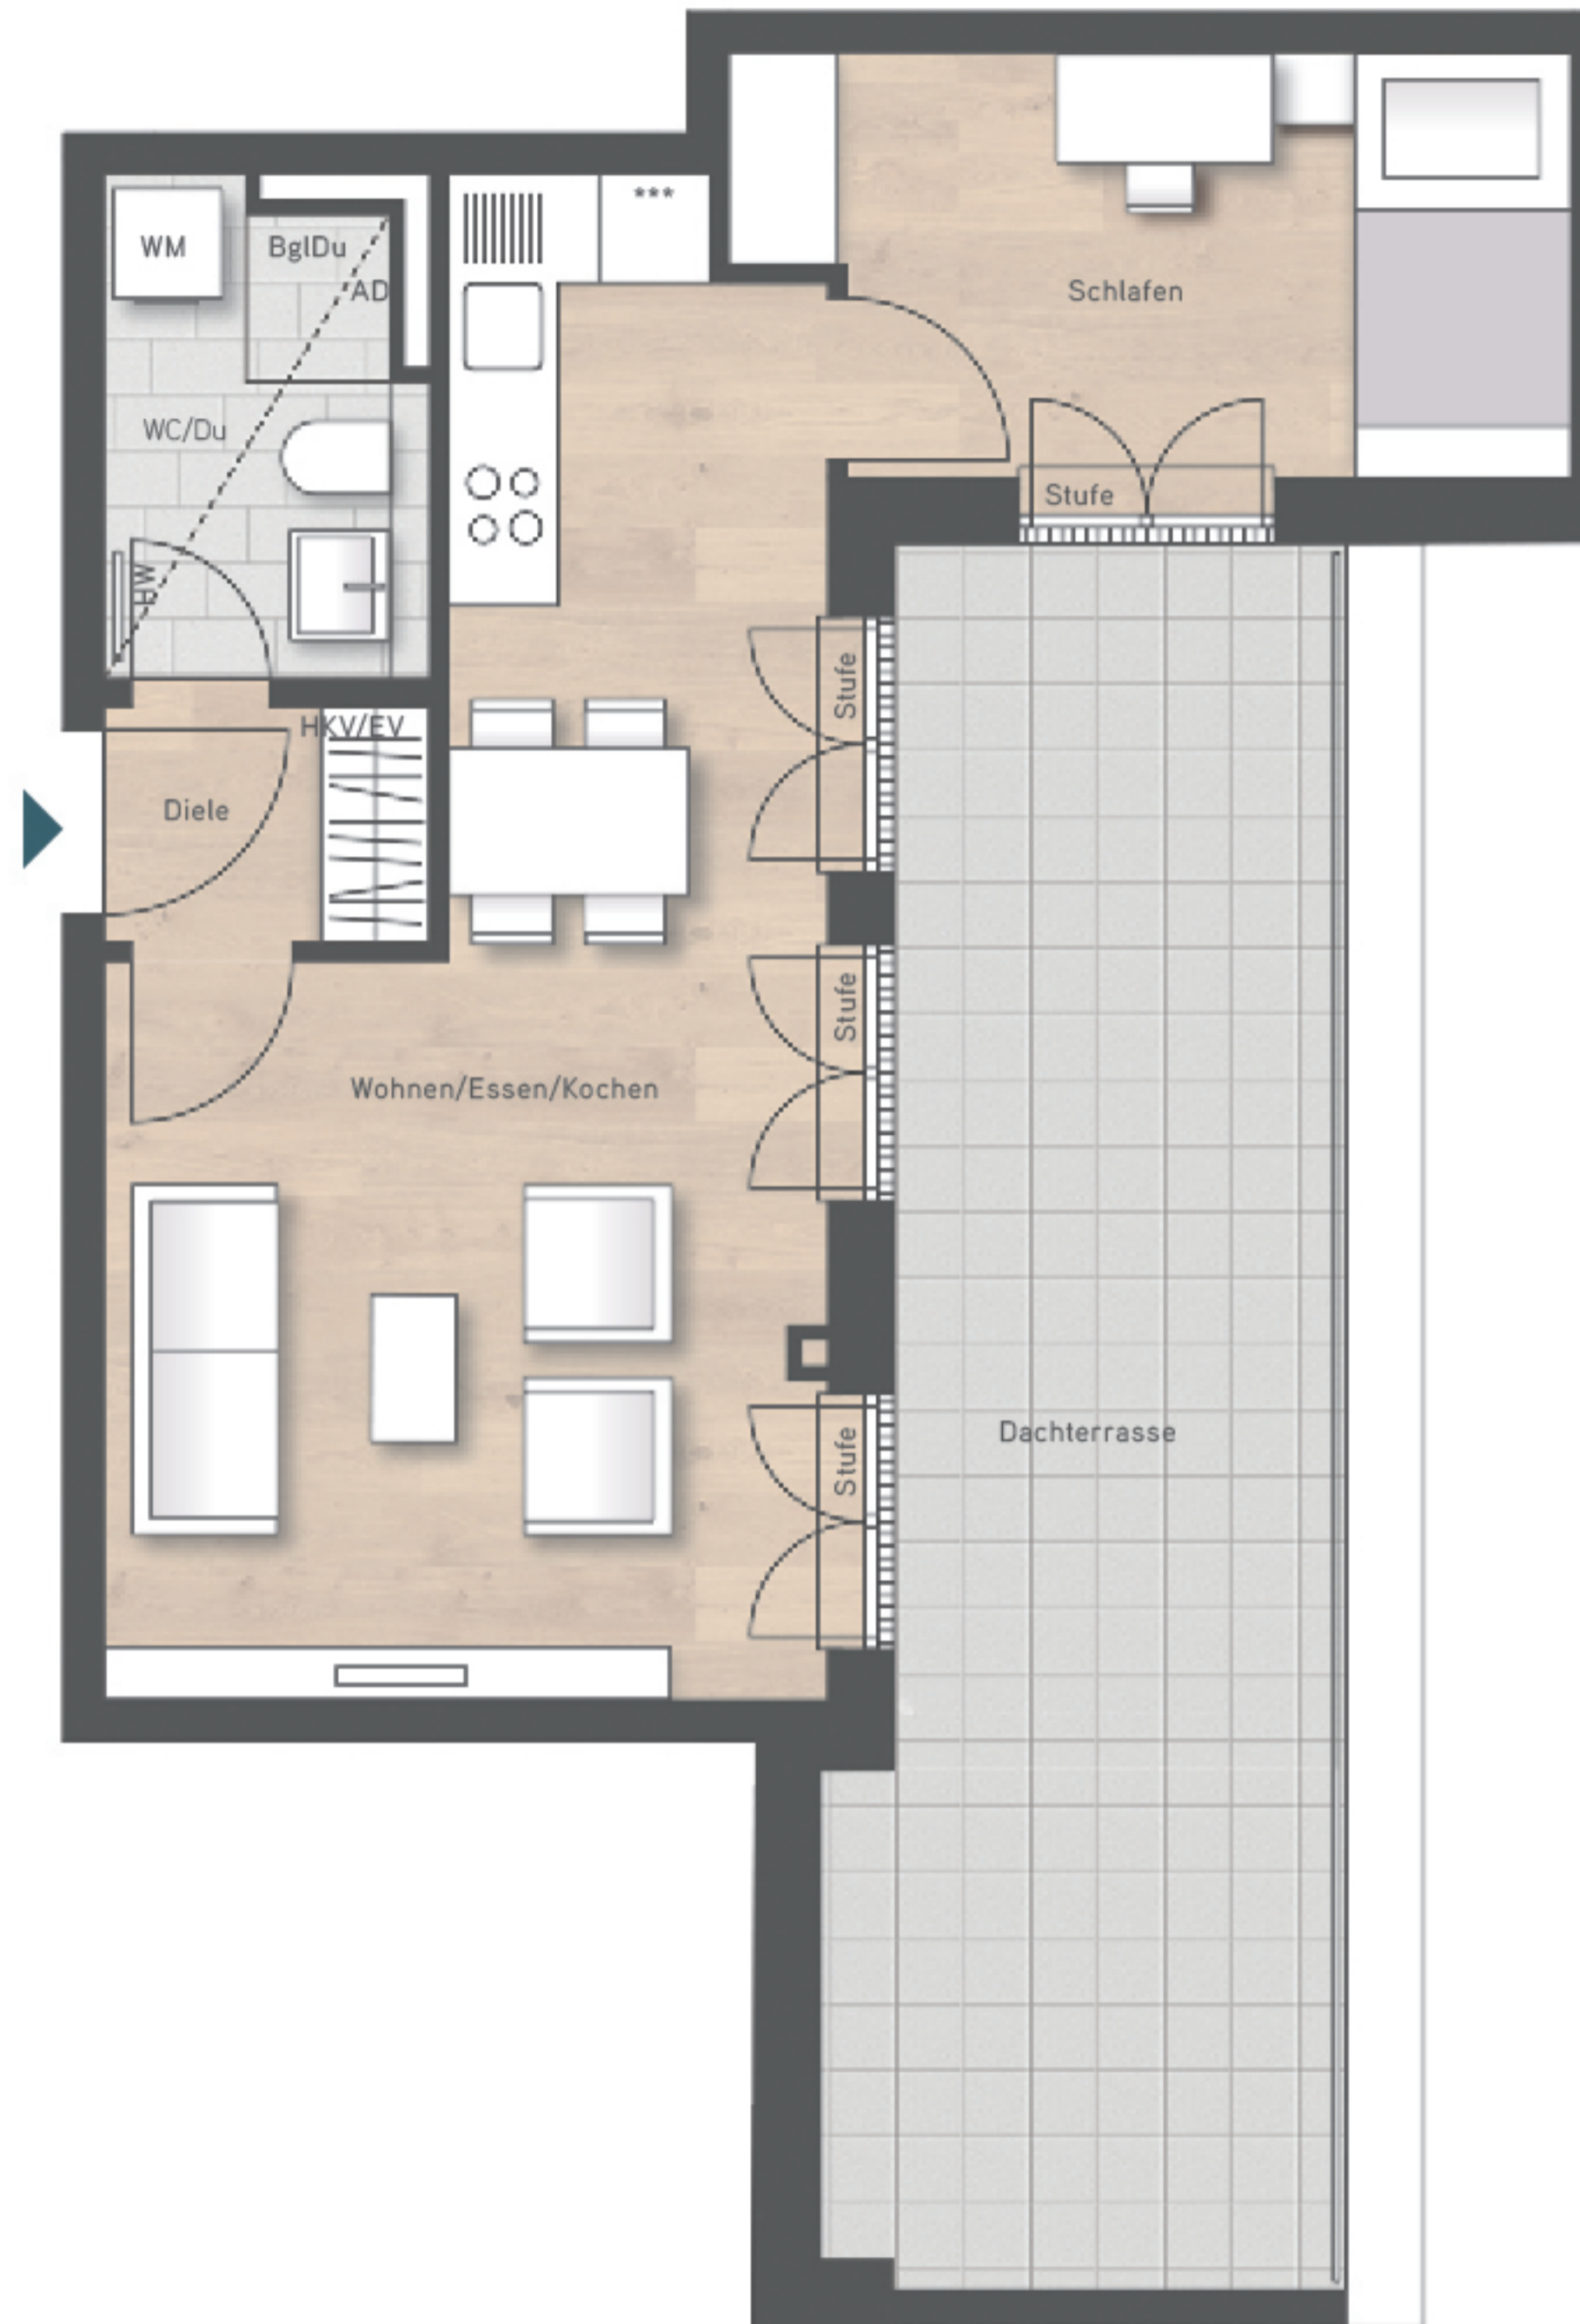 WM
BglDu
AD
***
Schlafen
WC/Du
Stufe
HW
Stufe
HKV/EV
Diele
Stufe
Wohnen/Essen/Kochen
Stufe
Dachterrasse